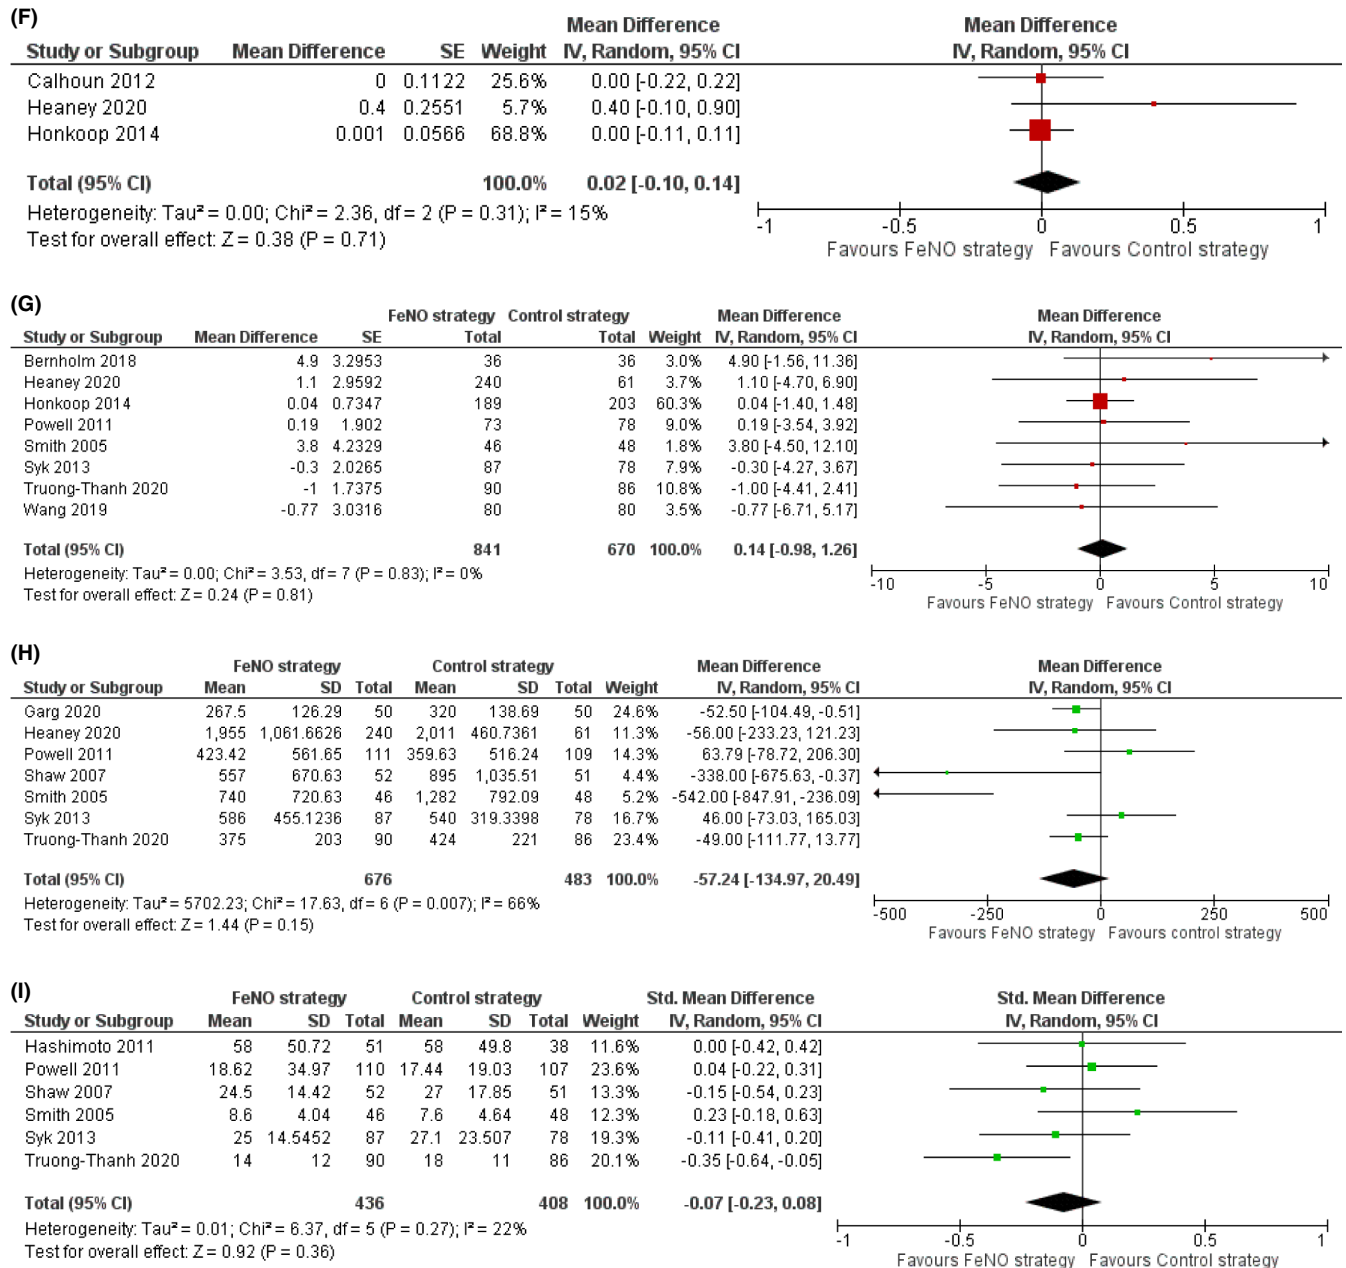 (F)
Mean Difference Mean Difference
Study or Subgroup Mean Difference SE Weight IV, Random, 95% CI IV, Random, 95% CI
Calhoun 2012 0 0.1122 25.6% 0.00 [-0.22, 0.22]
Heaney 2020 0.4 0.2551 5.7% 0.40 [-0.10, 0.90]
Honkoop 2014 0.001 0.0566 68.8% 0.00 [-0.11, 0.11]
Total (95% CI) 100.0% 0.02 [-0.10, 0.14]
Heterogeneity: Tau² = 0.00; Chi² = 2.36, df = 2 (P = 0.31); I² = 15%
Test for overall effect: Z = 0.38 (P = 0.71)
-1 -0.5 0 0.5 1
Favours FeNO strategy Favours Control strategy
(G)
FeNO strategy Control strategy Mean Difference Mean Difference
Study or Subgroup Mean Difference SE Total Total Weight IV, Random, 95% CI IV, Random, 95% CI
Bernholm 2018 4.9 3.2953 36 36 3.0% 4.90 [-1.56, 11.36]
Heaney 2020 1.1 2.9592 240 61 3.7% 1.10 [-4.70, 6.90]
Honkoop 2014 0.04 0.7347 189 203 60.3% 0.04 [-1.40, 1.48]
Powell 2011 0.19 1.902 73 78 9.0% 0.19 [-3.54, 3.92]
Smith 2005 3.8 4.2329 46 48 1.8% 3.80 [-4.50, 12.10]
Syk 2013 -0.3 2.0265 87 78 7.9% -0.30 [-4.27, 3.67]
Truong-Thanh 2020 -1 1.7375 90 86 10.8% -1.00 [-4.41, 2.41]
Wang 2019 -0.77 3.0316 80 80 3.5% -0.77 [-6.71, 5.17]
Total (95% CI) 841 670 100.0% 0.14 [-0.98, 1.26]
Heterogeneity: Tau² = 0.00; Chi² = 3.53, df = 7 (P = 0.83); I² = 0%
Test for overall effect: Z = 0.24 (P = 0.81)
-10 -5 0 5 10
Favours FeNO strategy Favours Control strategy
(H)
FeNO strategy Control strategy Mean Difference Mean Difference
Study or Subgroup Mean SD Total Mean SD Total Weight IV, Random, 95% CI IV, Random, 95% CI
Garg 2020 267.5 126.29 50 320 138.69 50 24.6% -52.50 [-104.49, -0.51]
Heaney 2020 1,955 1,061.6626 240 2,011 460.7361 61 11.3% -56.00 [-233.23, 121.23]
Powell 2011 423.42 561.65 111 359.63 516.24 109 14.3% 63.79 [-78.72, 206.30]
Shaw 2007 557 670.63 52 895 1,035.51 51 4.4% -338.00 [-675.63, -0.37]
Smith 2005 740 720.63 46 1,282 792.09 48 5.2% -542.00 [-847.91, -236.09]
Syk 2013 586 455.1236 87 540 319.3398 78 16.7% 46.00 [-73.03, 165.03]
Truong-Thanh 2020 375 203 90 424 221 86 23.4% -49.00 [-111.77, 13.77]
Total (95% CI) 676 483 100.0% -57.24 [-134.97, 20.49]
Heterogeneity: Tau² = 5702.23; Chi² = 17.63, df = 6 (P = 0.007); I² = 66%
Test for overall effect: Z = 1.44 (P = 0.15)
-500 -250 0 250 500
Favours FeNO strategy Favours control strategy
(I)
FeNO strategy Control strategy Std. Mean Difference Std. Mean Difference
Study or Subgroup Mean SD Total Mean SD Total Weight IV, Random, 95% CI IV, Random, 95% CI
Hashimoto 2011 58 50.72 51 58 49.8 38 11.6% 0.00 [-0.42, 0.42]
Powell 2011 18.62 34.97 110 17.44 19.03 107 23.6% 0.04 [-0.22, 0.31]
Shaw 2007 24.5 14.42 52 27 17.85 51 13.3% -0.15 [-0.54, 0.23]
Smith 2005 8.6 4.04 46 7.6 4.64 48 12.3% 0.23 [-0.18, 0.63]
Syk 2013 25 14.5452 87 27.1 23.507 78 19.3% -0.11 [-0.41, 0.20]
Truong-Thanh 2020 14 12 90 18 11 86 20.1% -0.35 [-0.64, -0.05]
Total (95% CI) 436 408 100.0% -0.07 [-0.23, 0.08]
Heterogeneity: Tau² = 0.01; Chi² = 6.37, df = 5 (P = 0.27); I² = 22%
Test for overall effect: Z = 0.92 (P = 0.36)
-1 -0.5 0 0.5 1
Favours FeNO strategy Favours Control strategy